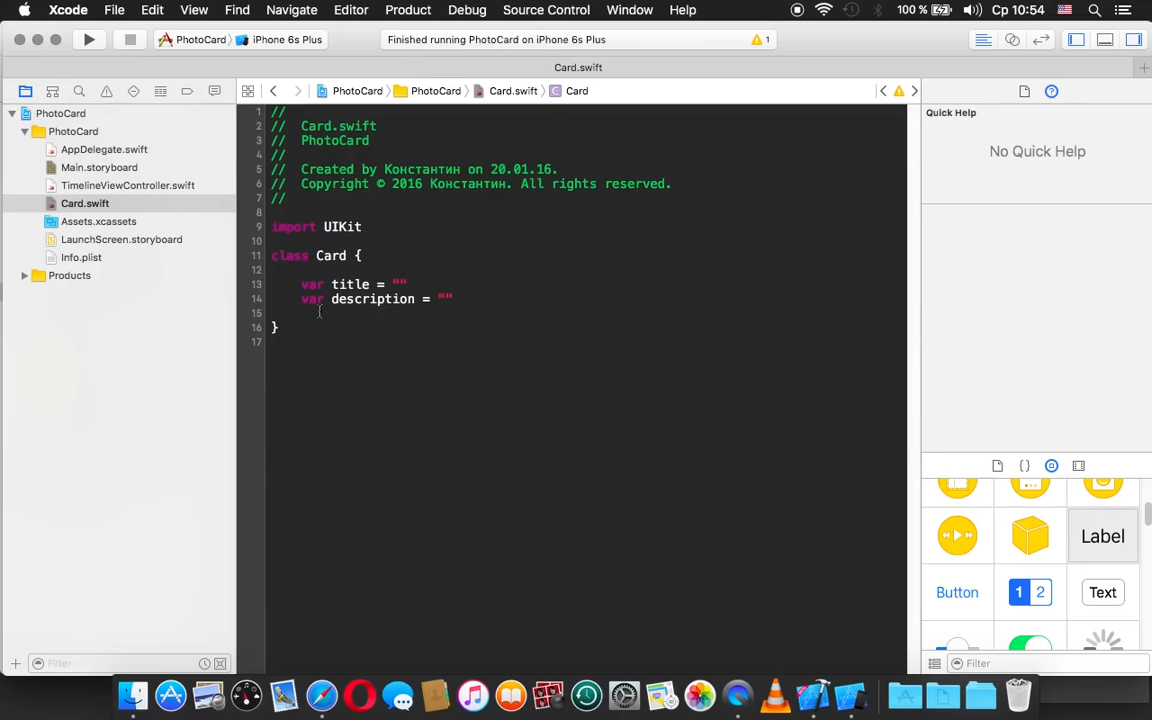 Xcode File Edit View Find Navigate Editor Product Debug Source Control Window Help 100 % Ср 10:54
PhotoCard iPhone 6s Plus Finished running PhotoCard on iPhone 6s Plus 1
Card.swift
PhotoCard PhotoCard Card.swift C Card
PhotoCard
PhotoCard
AppDelegate.swift
Main.storyboard
TimelineViewController.swift
Card.swift
Assets.xcassets
LaunchScreen.storyboard
Info.plist
Products
Filter
1 //
2 // Card.swift
3 // PhotoCard
4 //
5 // Created by Константин on 20.01.16.
6 // Copyright © 2016 Константин. All rights reserved.
7 //
8
9 import UIKit
10
11 class Card {
12
13 var title = ""
14 var description = ""
15
16 }
17
Quick Help
No Quick Help
Label
Button
1 2
Text
Filter